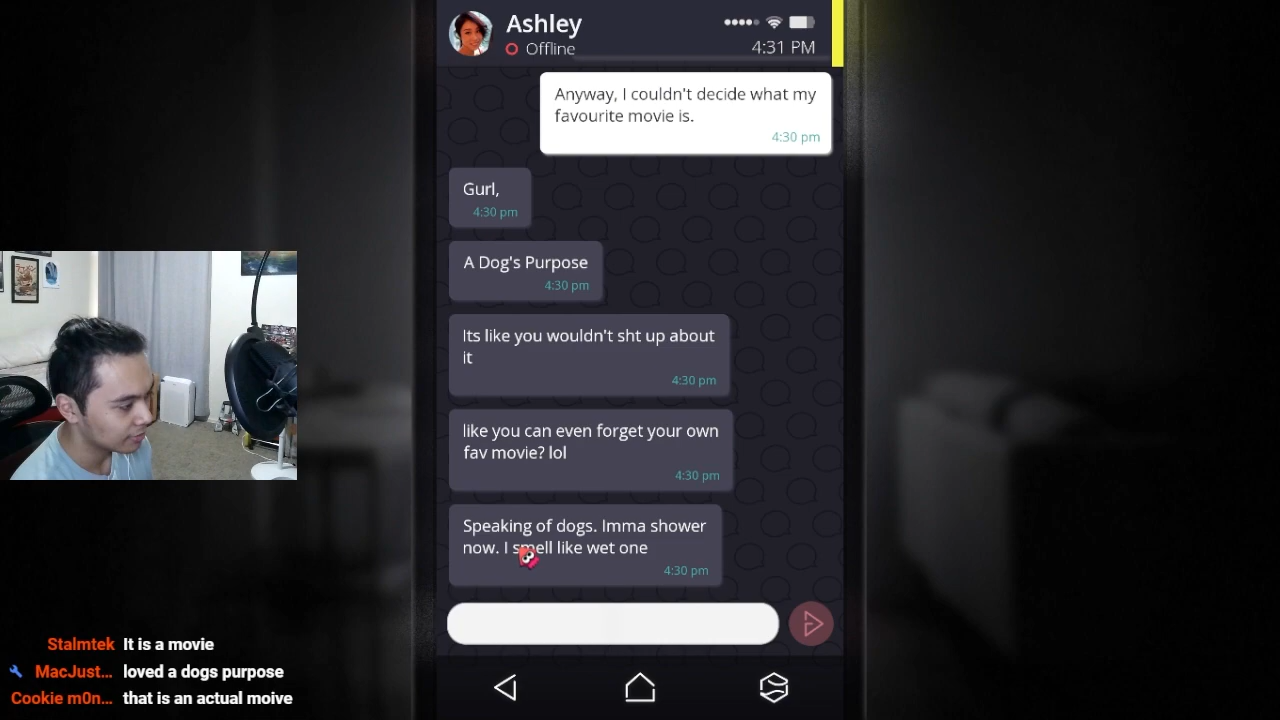 Ashley
Offline
4:31 PM
Anyway, I couldn't decide what my
favourite movie is.
4:30 pm
Gurl,
4:30 pm
A Dog's Purpose
4:30 pm
Its like you wouldn't sht up about
it
4:30 pm
like you can even forget your own
fav movie? lol
4:30 pm
Speaking of dogs. Imma shower
now. I smell like wet one
4:30 pm
Stalmtek It is a movie
MacJust... loved a dogs purpose
Cookie m0n... that is an actual moive